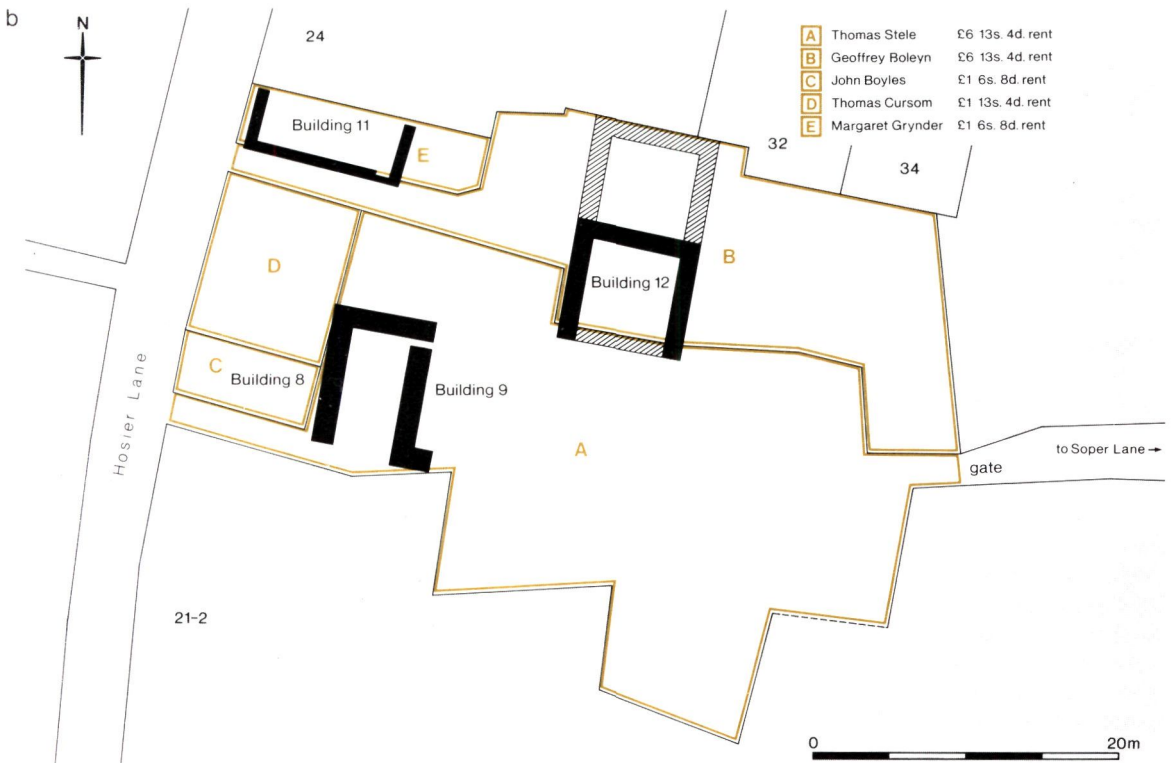 b
N
24
A Thomas Stele £6 13s. 4d. rent
B Geoffrey Boleyn £6 13s. 4d. rent
C John Boyles £1 6s. 8d. rent
D Thomas Cursom £1 13s. 4d. rent
E Margaret Grynder £1 6s. 8d. rent
Building 11
E
32
34
D
B
Building 12
C
Building 8
Building 9
Hosier Lane
A
to Soper Lane →
gate
21-2
0 20m